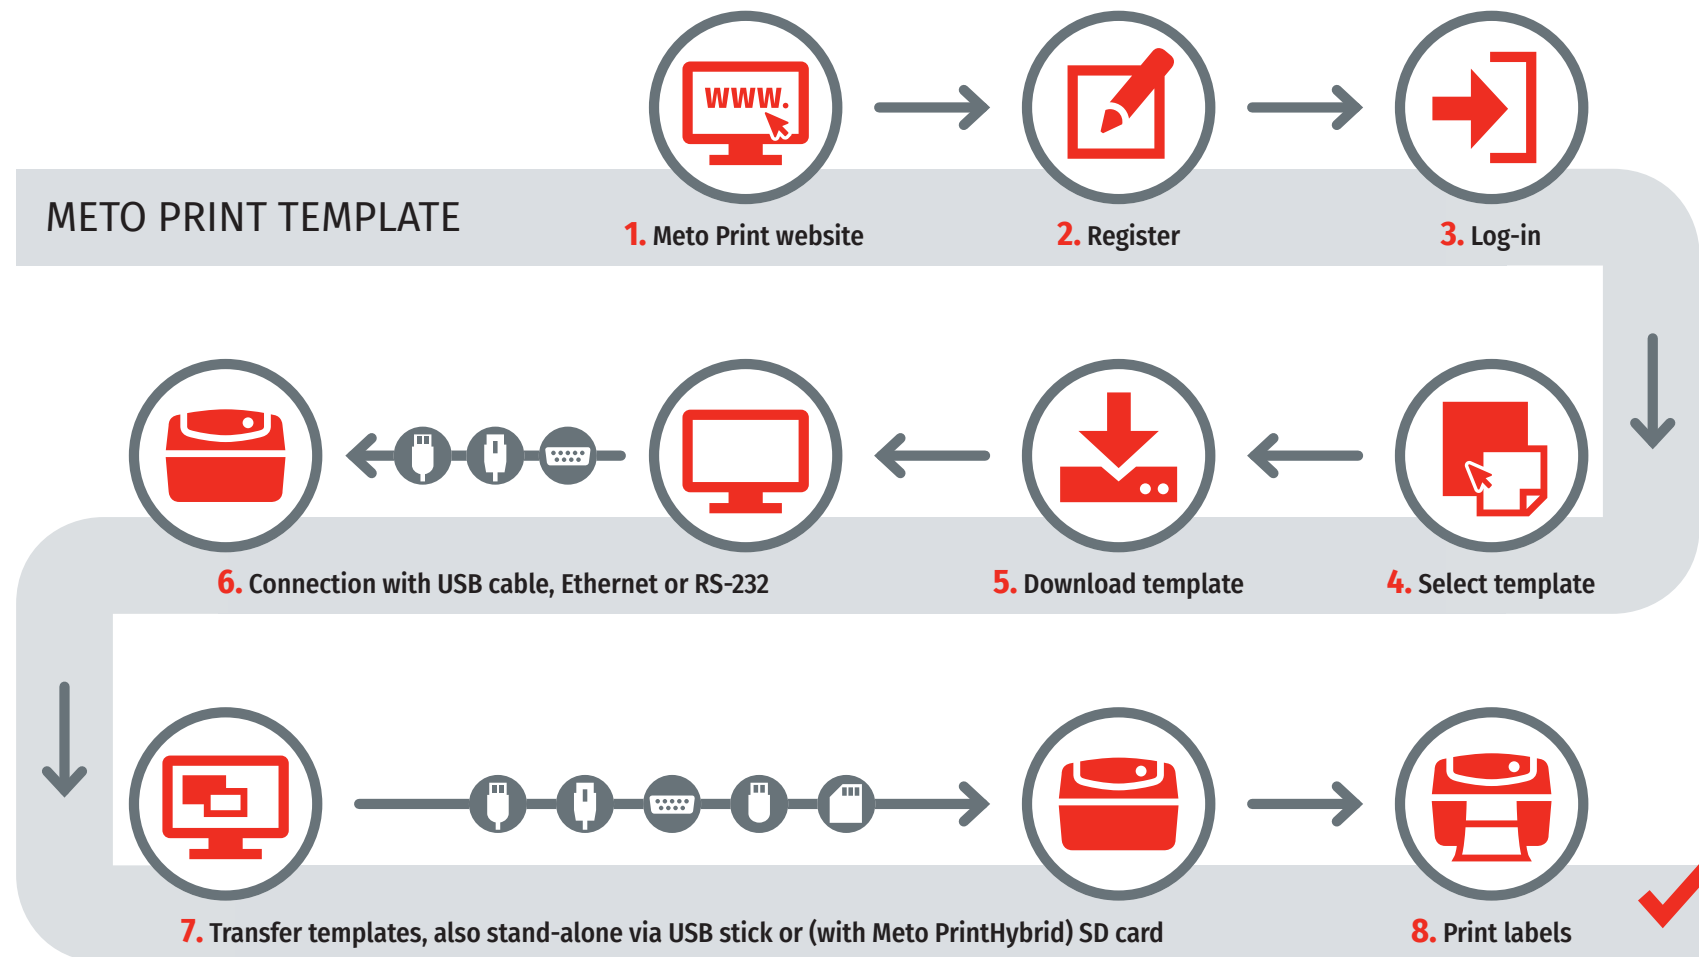 www.
METO PRINT TEMPLATE
1. Meto Print website
2. Register
3. Log-in
6. Connection with USB cable, Ethernet or RS-232
5. Download template
4. Select template
7. Transfer templates, also stand-alone via USB stick or (with Meto PrintHybrid) SD card
8. Print labels